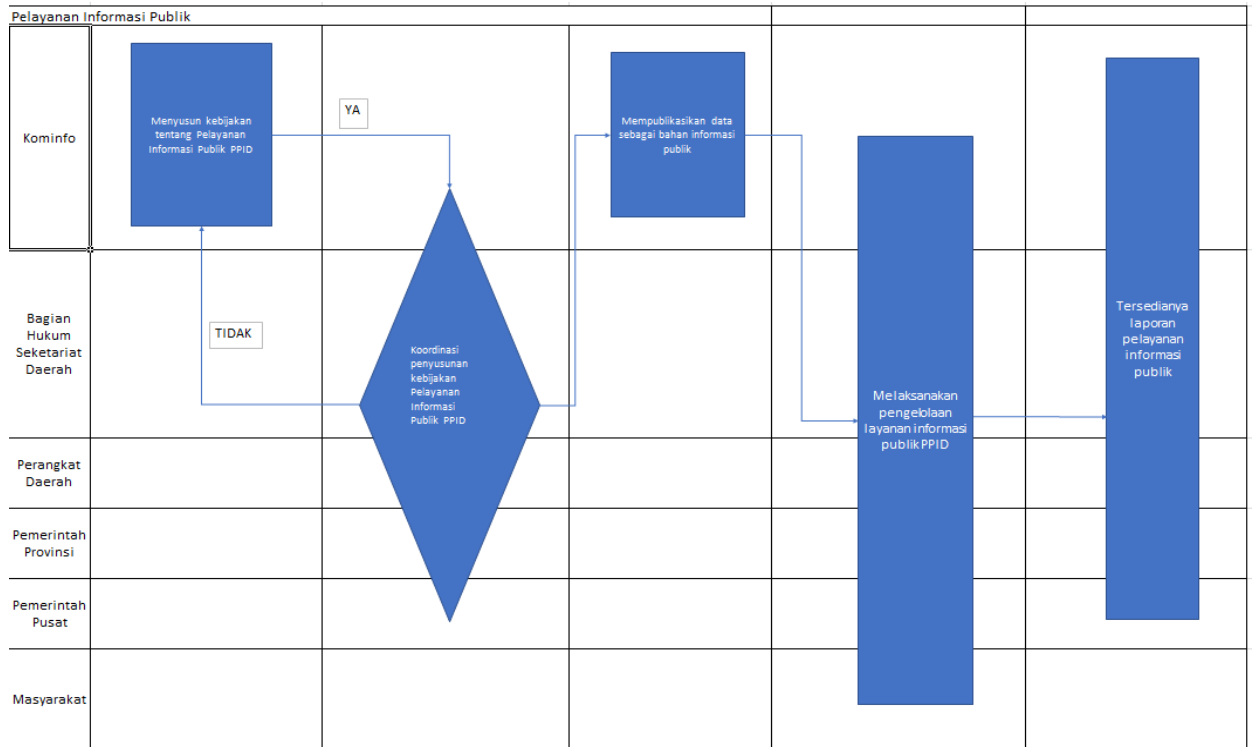 Pelayanan Informasi Publik
Kominfo
Menyusun kebijakan
tentang Pelayanan
Informasi Publik PPID
YA
Mempublikasikan data
sebagai bahan informasi
publik
Bagian
Hukum
Seketariat
Daerah
TIDAK
Koordinasi
penyusunan
kebijakan
Pelayanan
Informasi
Publik PPID
Melaksanakan
pengelolaan
layanan informasi
publik PPID
Tersedianya
laporan
pelayanan
informasi
publik
Perangkat
Daerah
Pemerintah
Provinsi
Pemerintah
Pusat
Masyarakat